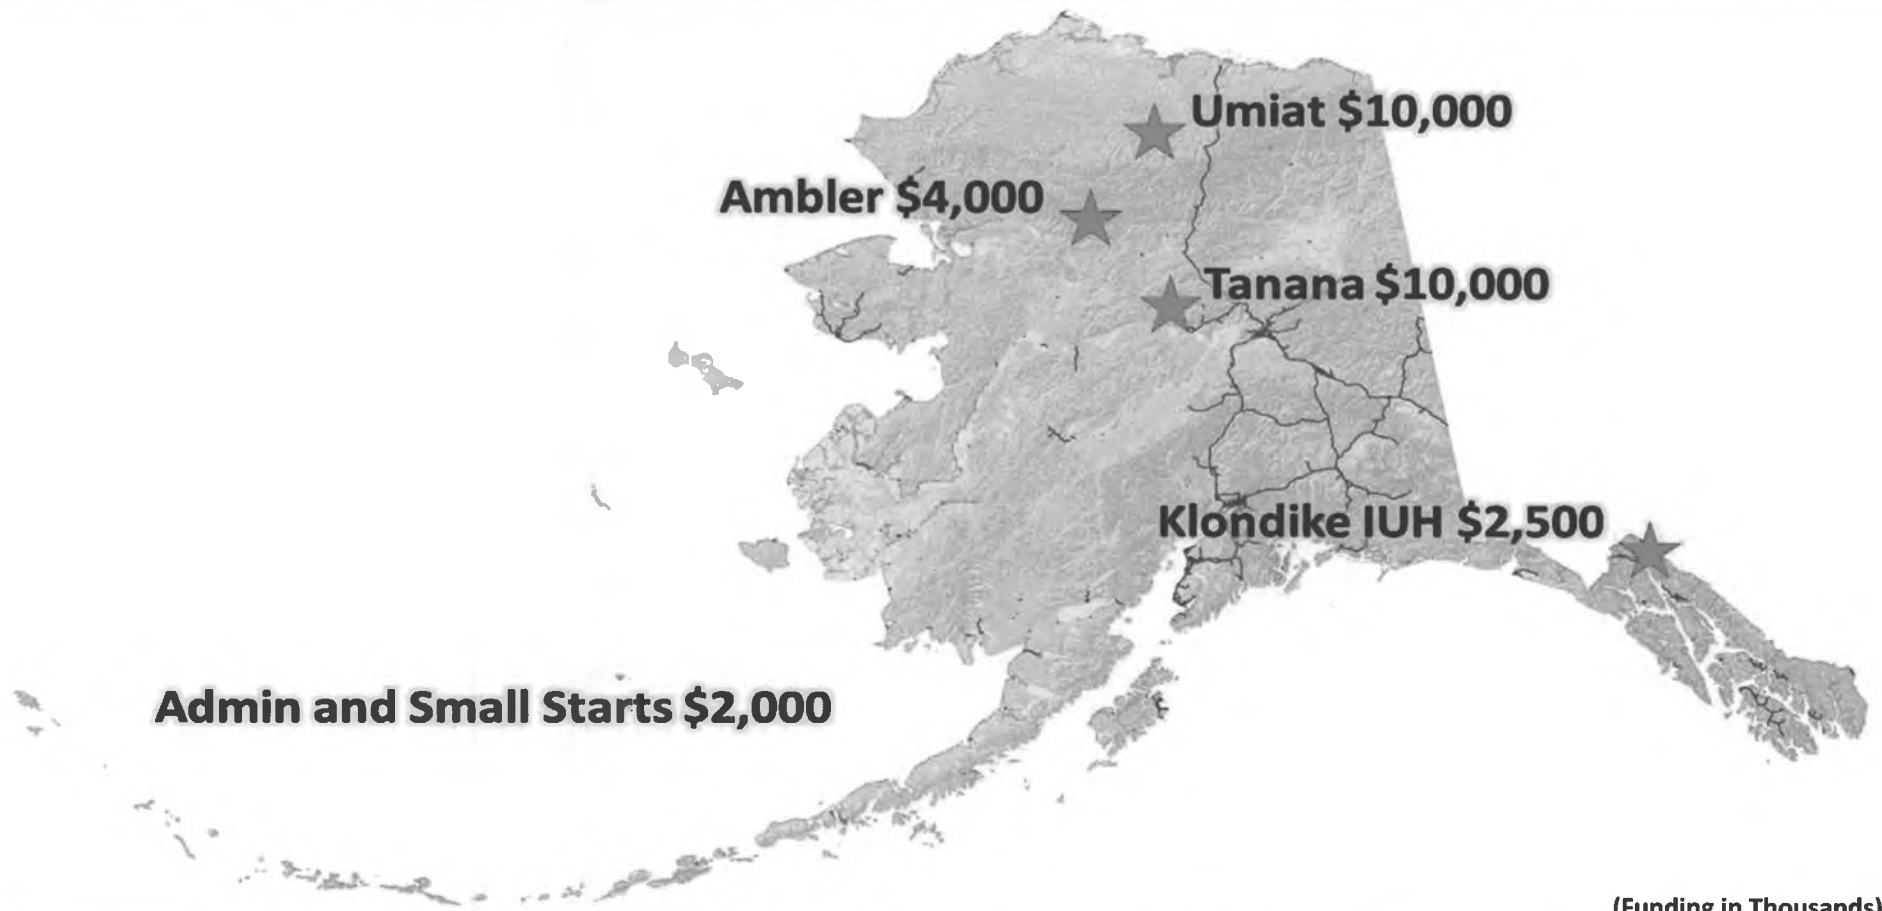 Umiat $10,000
Ambler $4,000
Tanana $10,000
Klondike IUH $2,500
Admin and Small Starts $2,000
(Funding in Thousands)